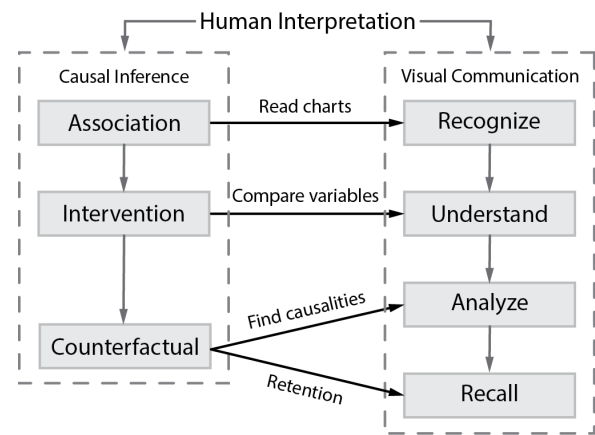 Human Interpretation
Causal Inference
Visual Communication
Association
Read charts
Recognize
Intervention
Compare variables
Understand
Find causalities
Analyze
Counterfactual
Retention
Recall